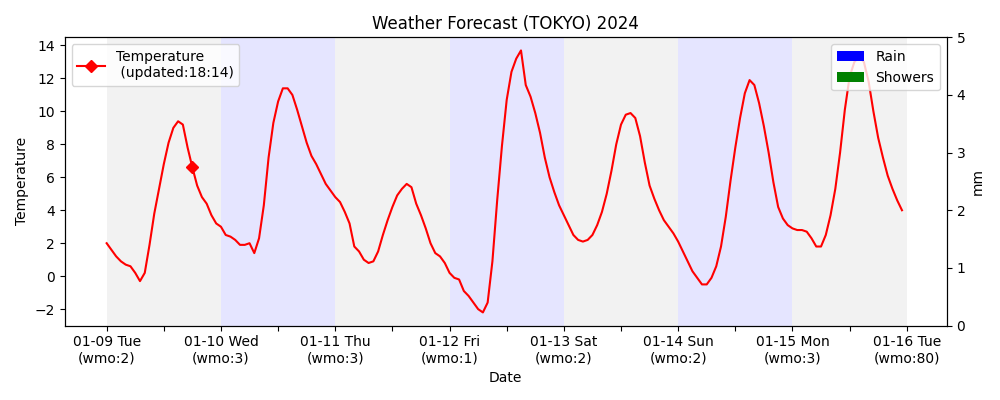 Weather Forecast (TOKYO) 2024
Temperature
(updated:18:14)
Rain
Showers
Temperature
14
12
10
8
6
4
2
0
−2
5
4
3
2
1
0
mm
01-09 Tue
(wmo:2)
01-10 Wed
(wmo:3)
01-11 Thu
(wmo:3)
01-12 Fri
(wmo:1)
01-13 Sat
(wmo:2)
01-14 Sun
(wmo:2)
01-15 Mon
(wmo:3)
01-16 Tue
(wmo:80)
Date